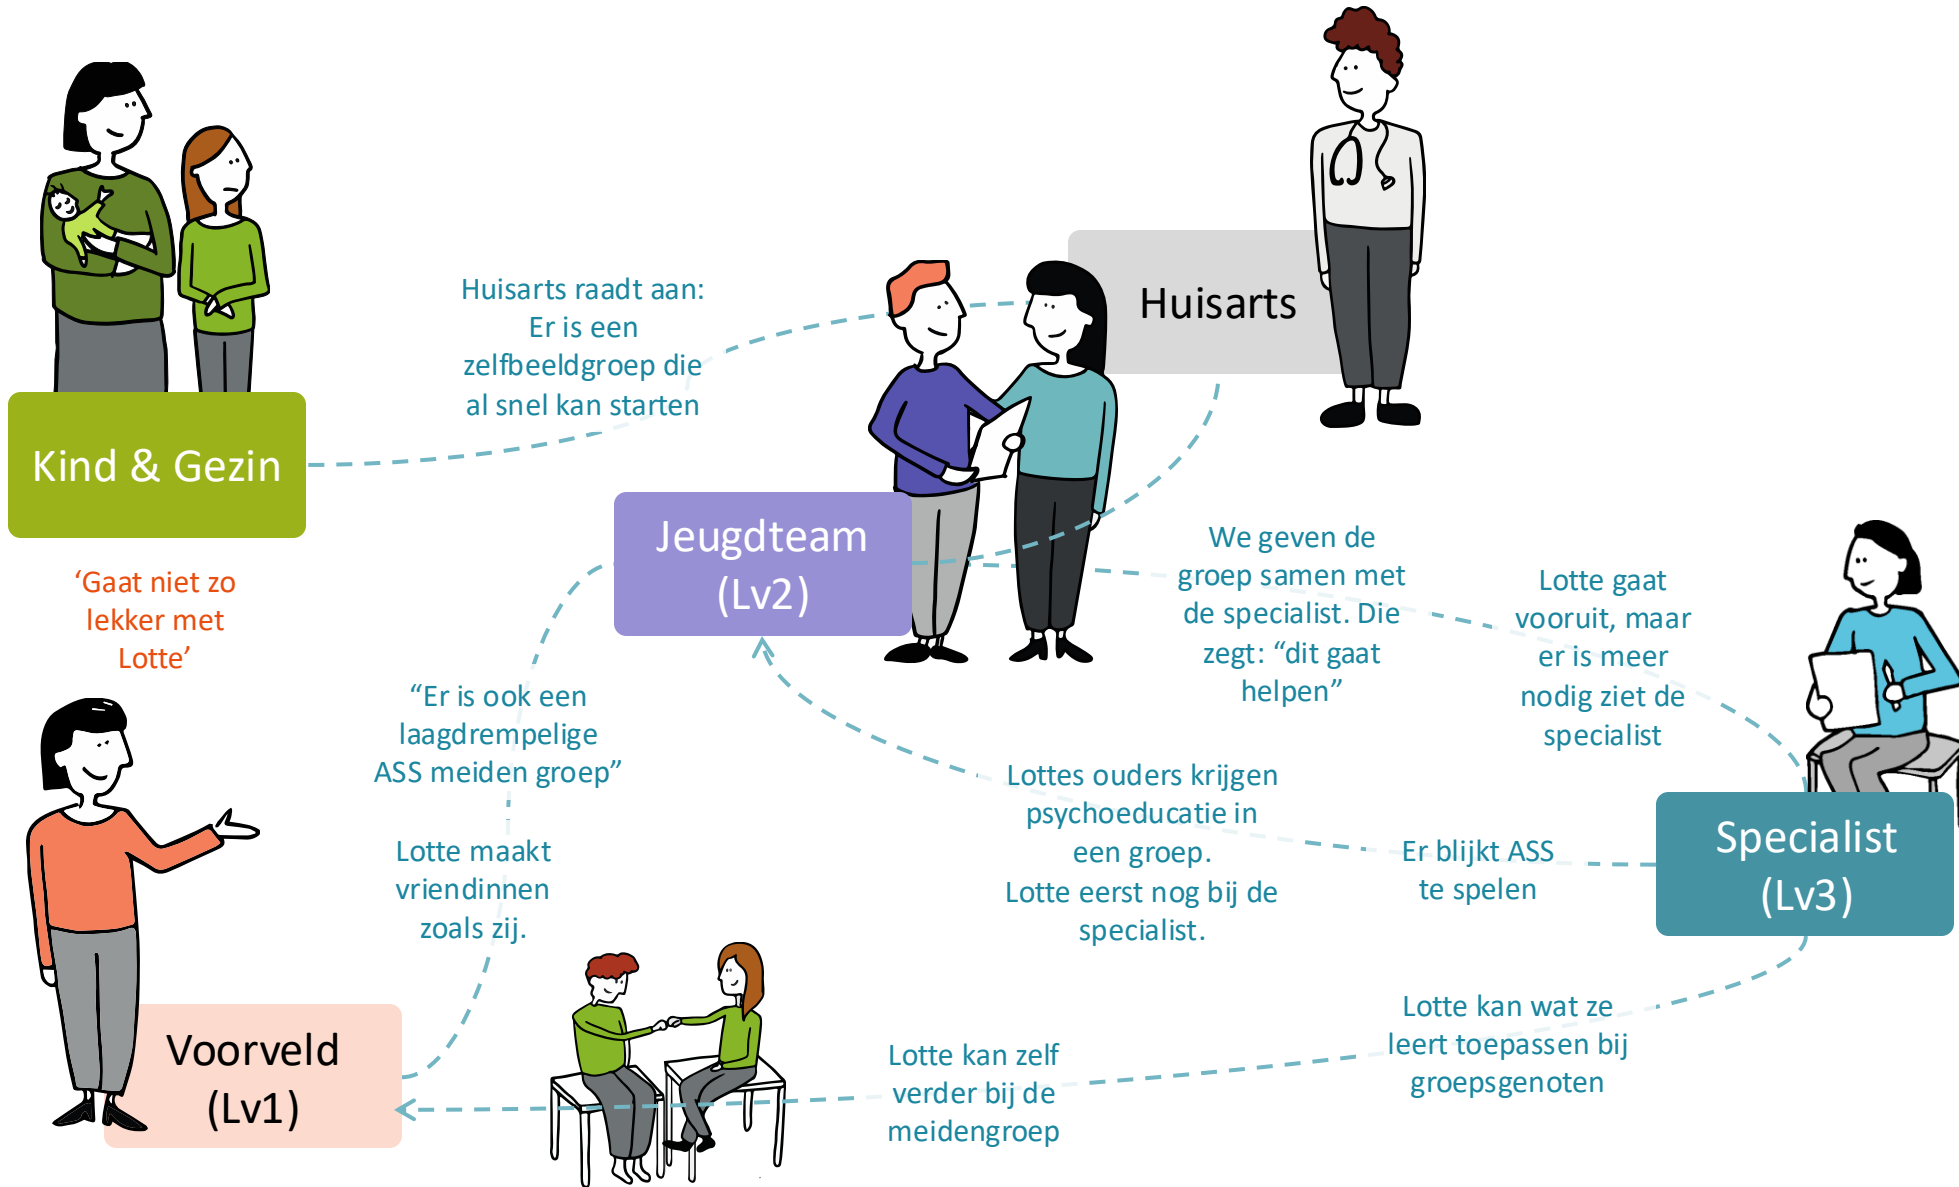 Kind & Gezin
‘Gaat niet zo
lekker met
Lotte’
Huisarts raadt aan:
Er is een
zelfbeeldgroep die
al snel kan starten
Huisarts
Jeugdteam
(Lv2)
We geven de
groep samen met
de specialist. Die
zegt: “dit gaat
helpen”
Lotte gaat
vooruit, maar
er is meer
nodig ziet de
specialist
Specialist
(Lv3)
Er blijkt ASS
te spelen
Lottes ouders krijgen
psychoeducatie in
een groep.
Lotte eerst nog bij de
specialist.
“Er is ook een
laagdrempelige
ASS meiden groep”
Lotte maakt
vriendinnen
zoals zij.
Voorveld
(Lv1)
Lotte kan zelf
verder bij de
meidengroep
Lotte kan wat ze
leert toepassen bij
groepsgenoten